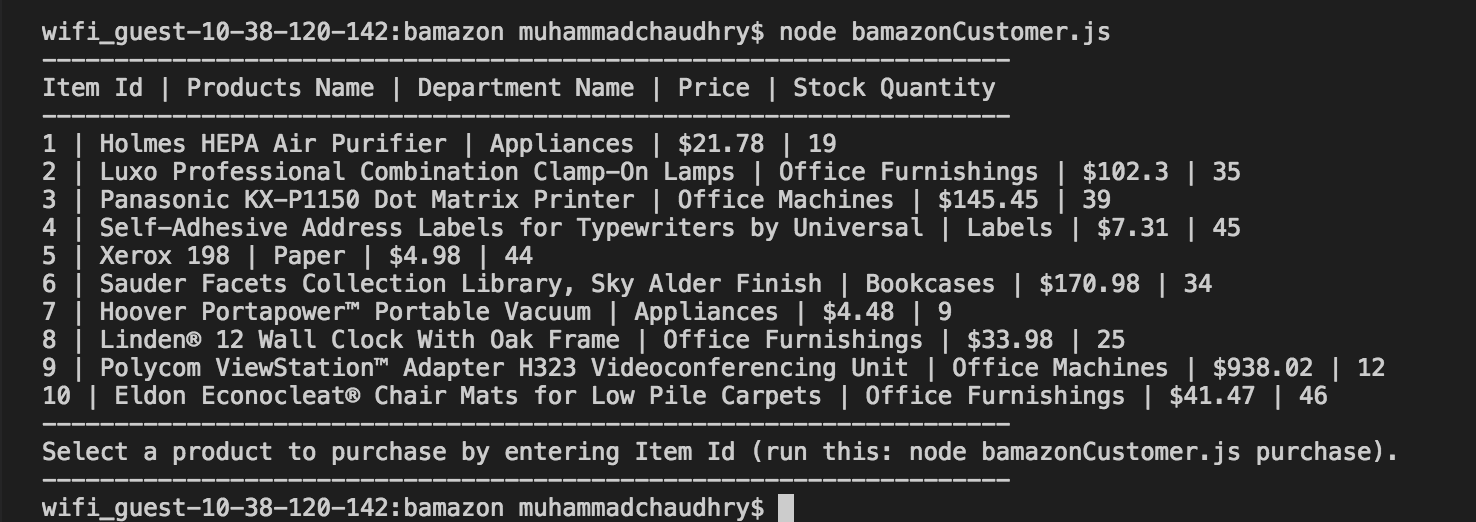 wifi_guest-10-38-120-142:bamazon muhammadchaudhry$ node bamazonCustomer.js
-------------------------------------------------------------------
Item Id | Products Name | Department Name | Price | Stock Quantity
-------------------------------------------------------------------
1 | Holmes HEPA Air Purifier | Appliances | $21.78 | 19
2 | Luxo Professional Combination Clamp-On Lamps | Office Furnishings | $102.3 | 35
3 | Panasonic KX-P1150 Dot Matrix Printer | Office Machines | $145.45 | 39
4 | Self-Adhesive Address Labels for Typewriters by Universal | Labels | $7.31 | 45
5 | Xerox 198 | Paper | $4.98 | 44
6 | Sauder Facets Collection Library, Sky Alder Finish | Bookcases | $170.98 | 34
7 | Hoover Portapower™ Portable Vacuum | Appliances | $4.48 | 9
8 | Linden® 12 Wall Clock With Oak Frame | Office Furnishings | $33.98 | 25
9 | Polycom ViewStation™ Adapter H323 Videoconferencing Unit | Office Machines | $938.02 | 12
10 | Eldon Econocleat® Chair Mats for Low Pile Carpets | Office Furnishings | $41.47 | 46
-------------------------------------------------------------------
Select a product to purchase by entering Item Id (run this: node bamazonCustomer.js purchase).
-------------------------------------------------------------------
wifi_guest-10-38-120-142:bamazon muhammadchaudhry$